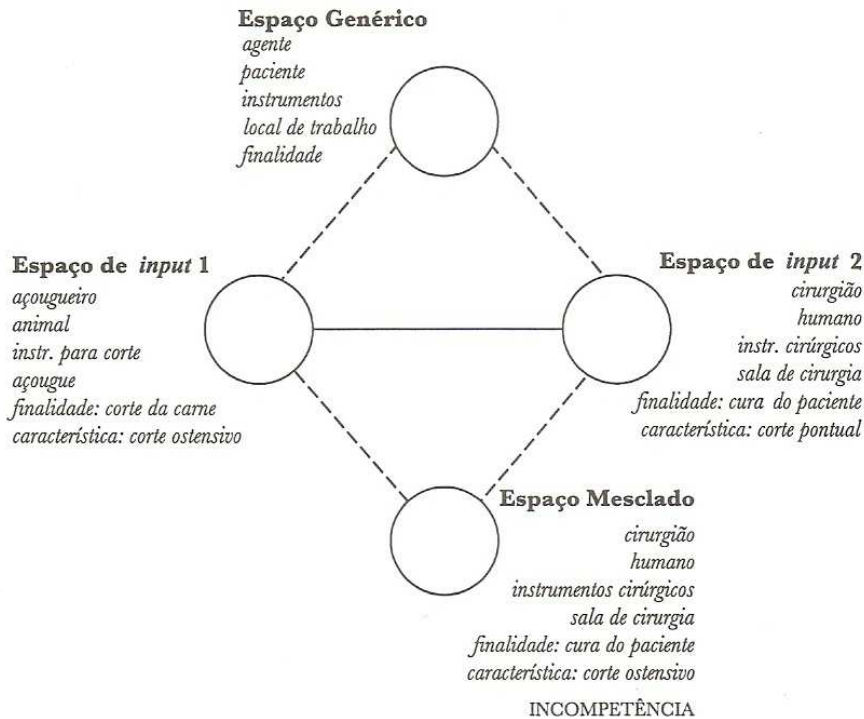 Espaço Genérico
agente
paciente
instrumentos
local de trabalho
finalidade
Espaço de input 1
açougueiro
animal
instr. para corte
açougue
finalidade: corte da carne
característica: corte ostensivo
Espaço de input 2
cirurgião
humano
instr. cirúrgicos
sala de cirurgia
finalidade: cura do paciente
característica: corte pontual
Espaço Mesclado
cirurgião
humano
instrumentos cirúrgicos
sala de cirurgia
finalidade: cura do paciente
característica: corte ostensivo
INCOMPETÊNCIA